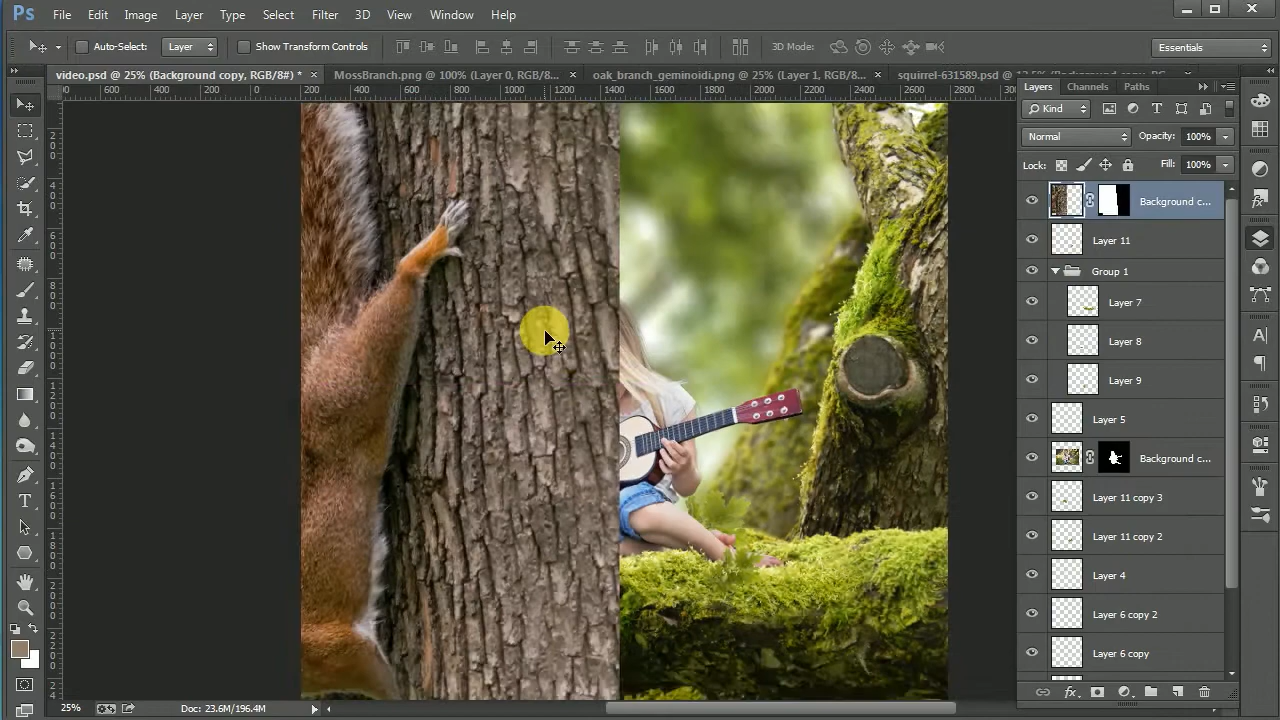 Ps File Edit Image Layer Type Select Filter 3D View Window Help
Auto-Select: Layer Show Transform Controls 3D Mode: Essentials
video.psd @ 25% (Background copy, RGB/8#) * × MossBranch.png @ 100% (Layer 0, RGB/8... × oak_branch_geminoidi.png @ 25% (Layer 1, RGB/8... ×
600 400 200 0 200 400 600 800 1000 1200 1400 1600 1800 2000 2200 2400 2600 2800
Layers Channels Paths
Kind
Normal Opacity: 100%
Lock: Fill: 100%
Background c...
Layer 11
Group 1
Layer 7
Layer 8
Layer 9
Layer 5
Background c...
Layer 11 copy 3
Layer 11 copy 2
Layer 4
Layer 6 copy 2
Layer 6 copy
25% Doc: 23.6M/196.4M